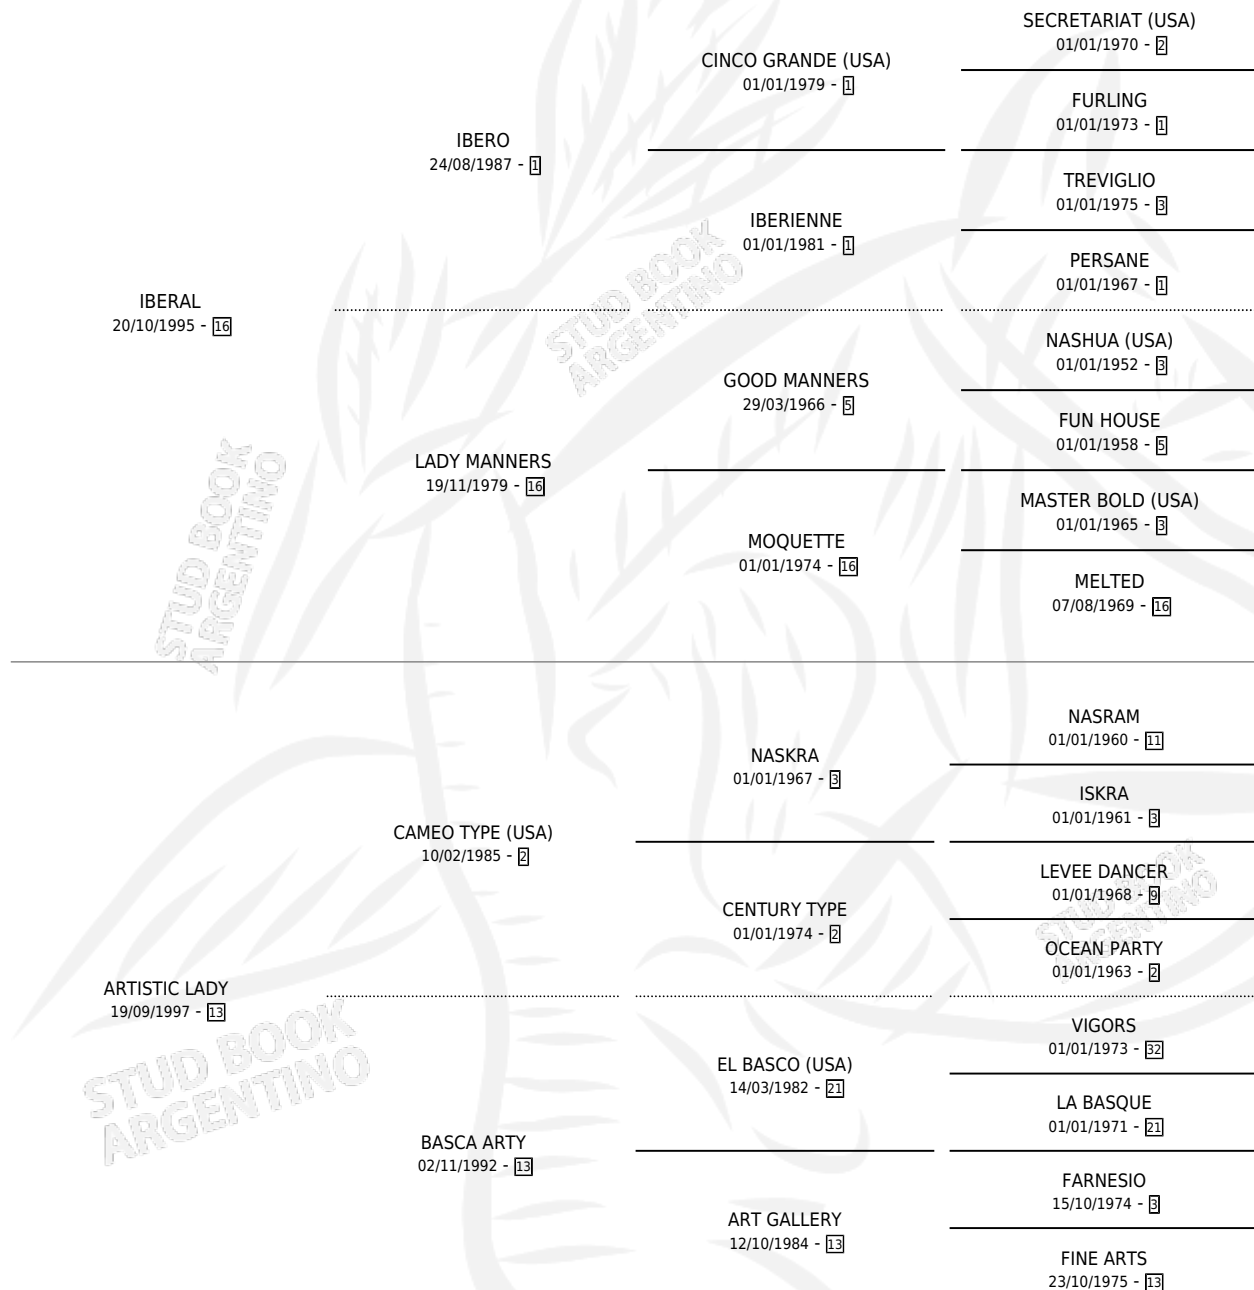 SECRETARIAT (USA)
01/01/1970 - 2
CINCO GRANDE (USA)
01/01/1979 - 1
FURLING
01/01/1973 - 1
IBERO
24/08/1987 - 1
TREVIGLIO
01/01/1975 - 3
IBERIENNE
01/01/1981 - 1
PERSANE
01/01/1967 - 1
IBERAL
20/10/1995 - 16
NASHUA (USA)
01/01/1952 - 3
GOOD MANNERS
29/03/1966 - 5
FUN HOUSE
01/01/1958 - 5
LADY MANNERS
19/11/1979 - 16
MASTER BOLD (USA)
01/01/1965 - 3
MOQUETTE
01/01/1974 - 16
MELTED
07/08/1969 - 16
NASRAM
01/01/1960 - 11
NASKRA
01/01/1967 - 3
ISKRA
01/01/1961 - 3
CAMEO TYPE (USA)
10/02/1985 - 2
LEVEE DANCER
01/01/1968 - 9
CENTURY TYPE
01/01/1974 - 2
OCEAN PARTY
01/01/1963 - 2
ARTISTIC LADY
19/09/1997 - 13
VIGORS
01/01/1973 - 32
EL BASCO (USA)
14/03/1982 - 21
LA BASQUE
01/01/1971 - 21
BASCA ARTY
02/11/1992 - 13
FARNESIO
15/10/1974 - 3
ART GALLERY
12/10/1984 - 13
FINE ARTS
23/10/1975 - 13
STUD BOOK
ARGENTINO
STUD BOOK
ARGENTINO
STUD BOOK
ARGENTINO
STUD BOOK
ARGENTINO